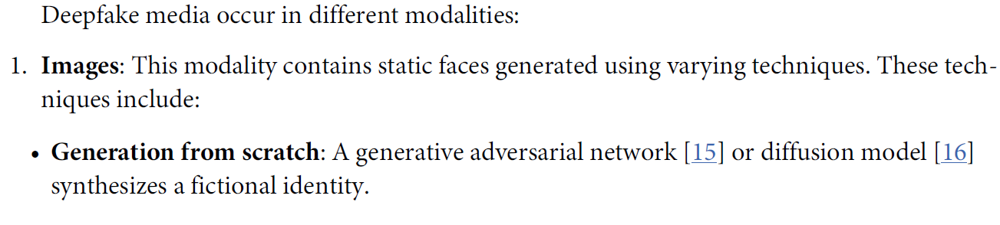 Deepfake media occur in different modalities:
1. Images: This modality contains static faces generated using varying techniques. These tech-
niques include:
• Generation from scratch: A generative adversarial network [15] or diffusion model [16]
synthesizes a fictional identity.